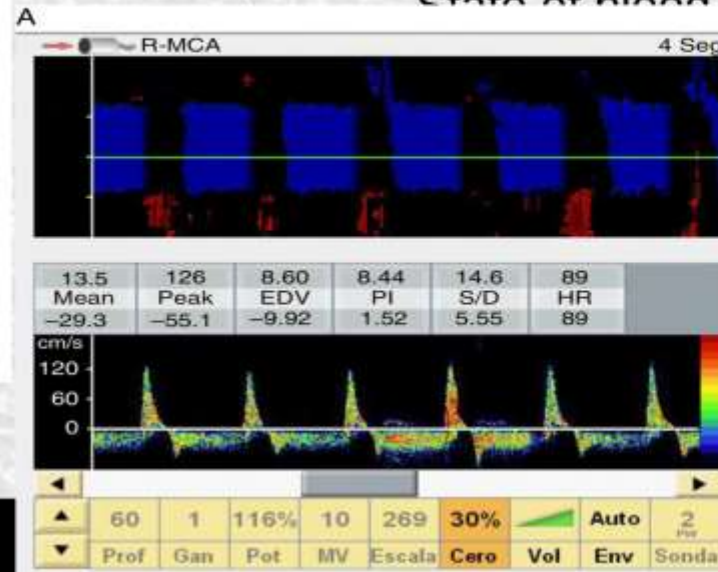 A
R-MCA 4 Seg
13.5 126 8.60 8.44 14.6 89
Mean Peak EDV PI S/D HR
−29.3 −55.1 −9.92 1.52 5.55 89
cm/s
120
60
0
60 1 116% 10 269 30% Auto 2
Prof Gan Pot MV Escala Cero Vol Env Sonda